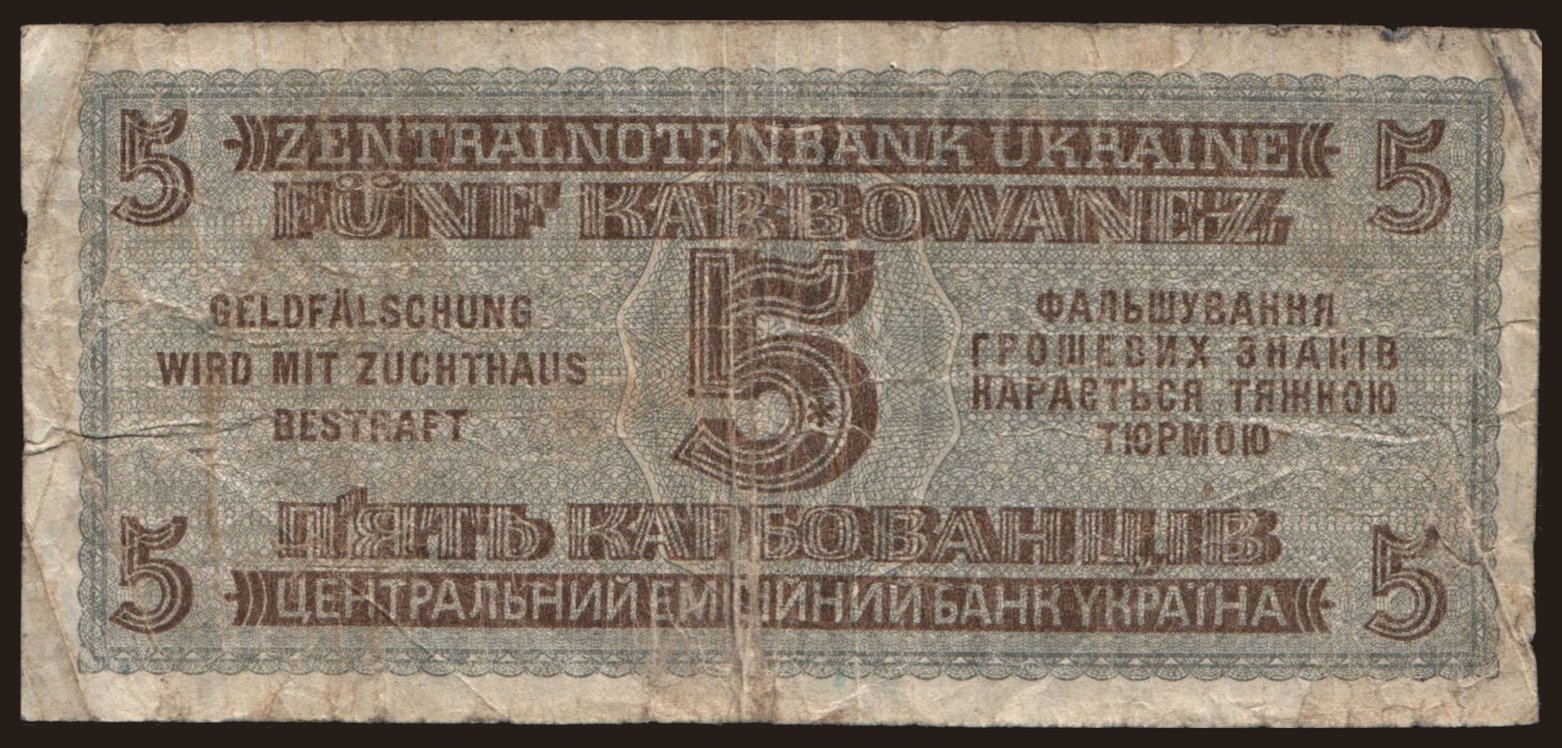 5 ZENTRALNOTENBANK UKRAINE 5
FÜNF KARBOWANEZ
5
GELDFÄLSCHUNG
WIRD MIT ZUCHTHAUS
BESTRAFT
ФАЛЬШУВАННЯ
ГРОШЕВИХ ЗНАКІВ
КАРАЄТЬСЯ ТЯЖКОЮ
ТЮРМОЮ
П'ЯТЬ КАРБОВАНЦІВ
5 ЦЕНТРАЛЬНИЙ ЕМІСІЙНИЙ БАНК УКРАЇНА 5